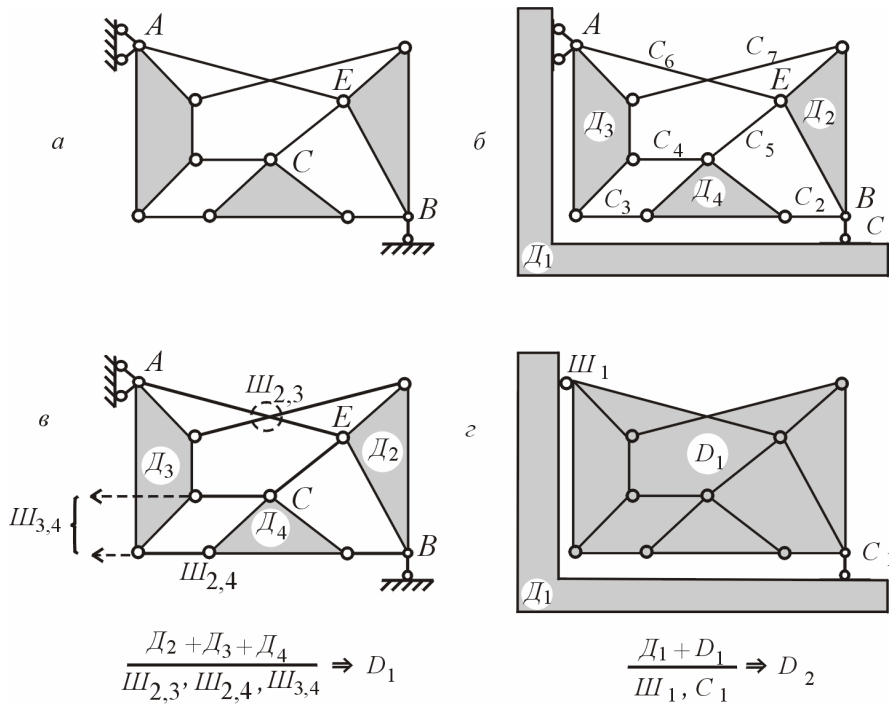 A
E
C
B
а
A
C₆
C₇
E
Д₃
Д₂
C₄
C₅
Д₄
C₃
C₂
B
C
Д₁
б
A
Ш₂,₃
E
Д₃
Д₂
C
Д₄
Ш₃,₄
Ш₂,₄
B
в
Ш₁
D₁
C₁
Д₁
г
Д₂ + Д₃ + Д₄
Ш₂,₃, Ш₂,₄, Ш₃,₄
⇒ D₁
Д₁ + D₁
Ш₁, C₁
⇒ D₂